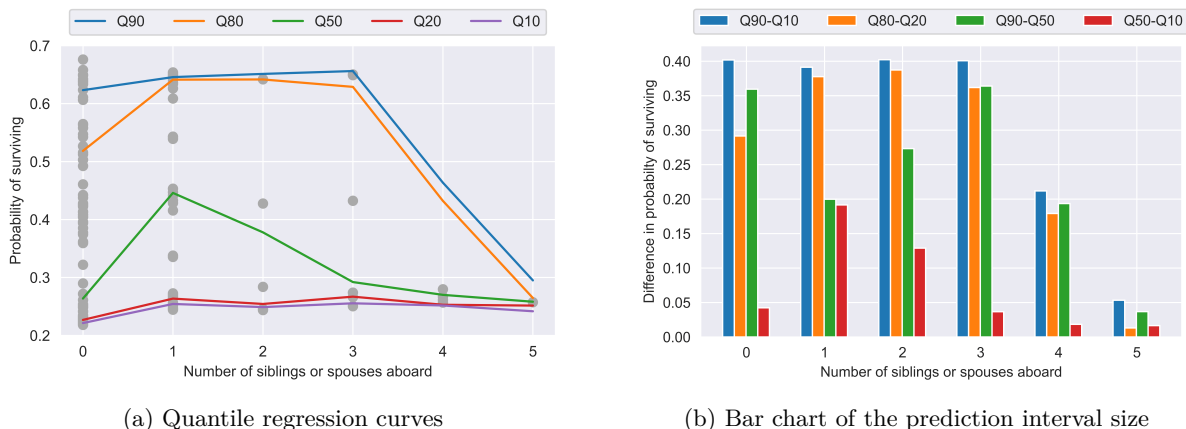 Q90 Q80 Q50 Q20 Q10
0.7
0.6
0.5
0.4
0.3
0.2
Probability of surviving
0 1 2 3 4 5
Number of siblings or spouses aboard
(a) Quantile regression curves
Q90-Q10 Q80-Q20 Q90-Q50 Q50-Q10
0.40
0.35
0.30
0.25
0.20
0.15
0.10
0.05
0.00
Difference in probabilty of surviving
0 1 2 3 4 5
Number of siblings or spouses aboard
(b) Bar chart of the prediction interval size